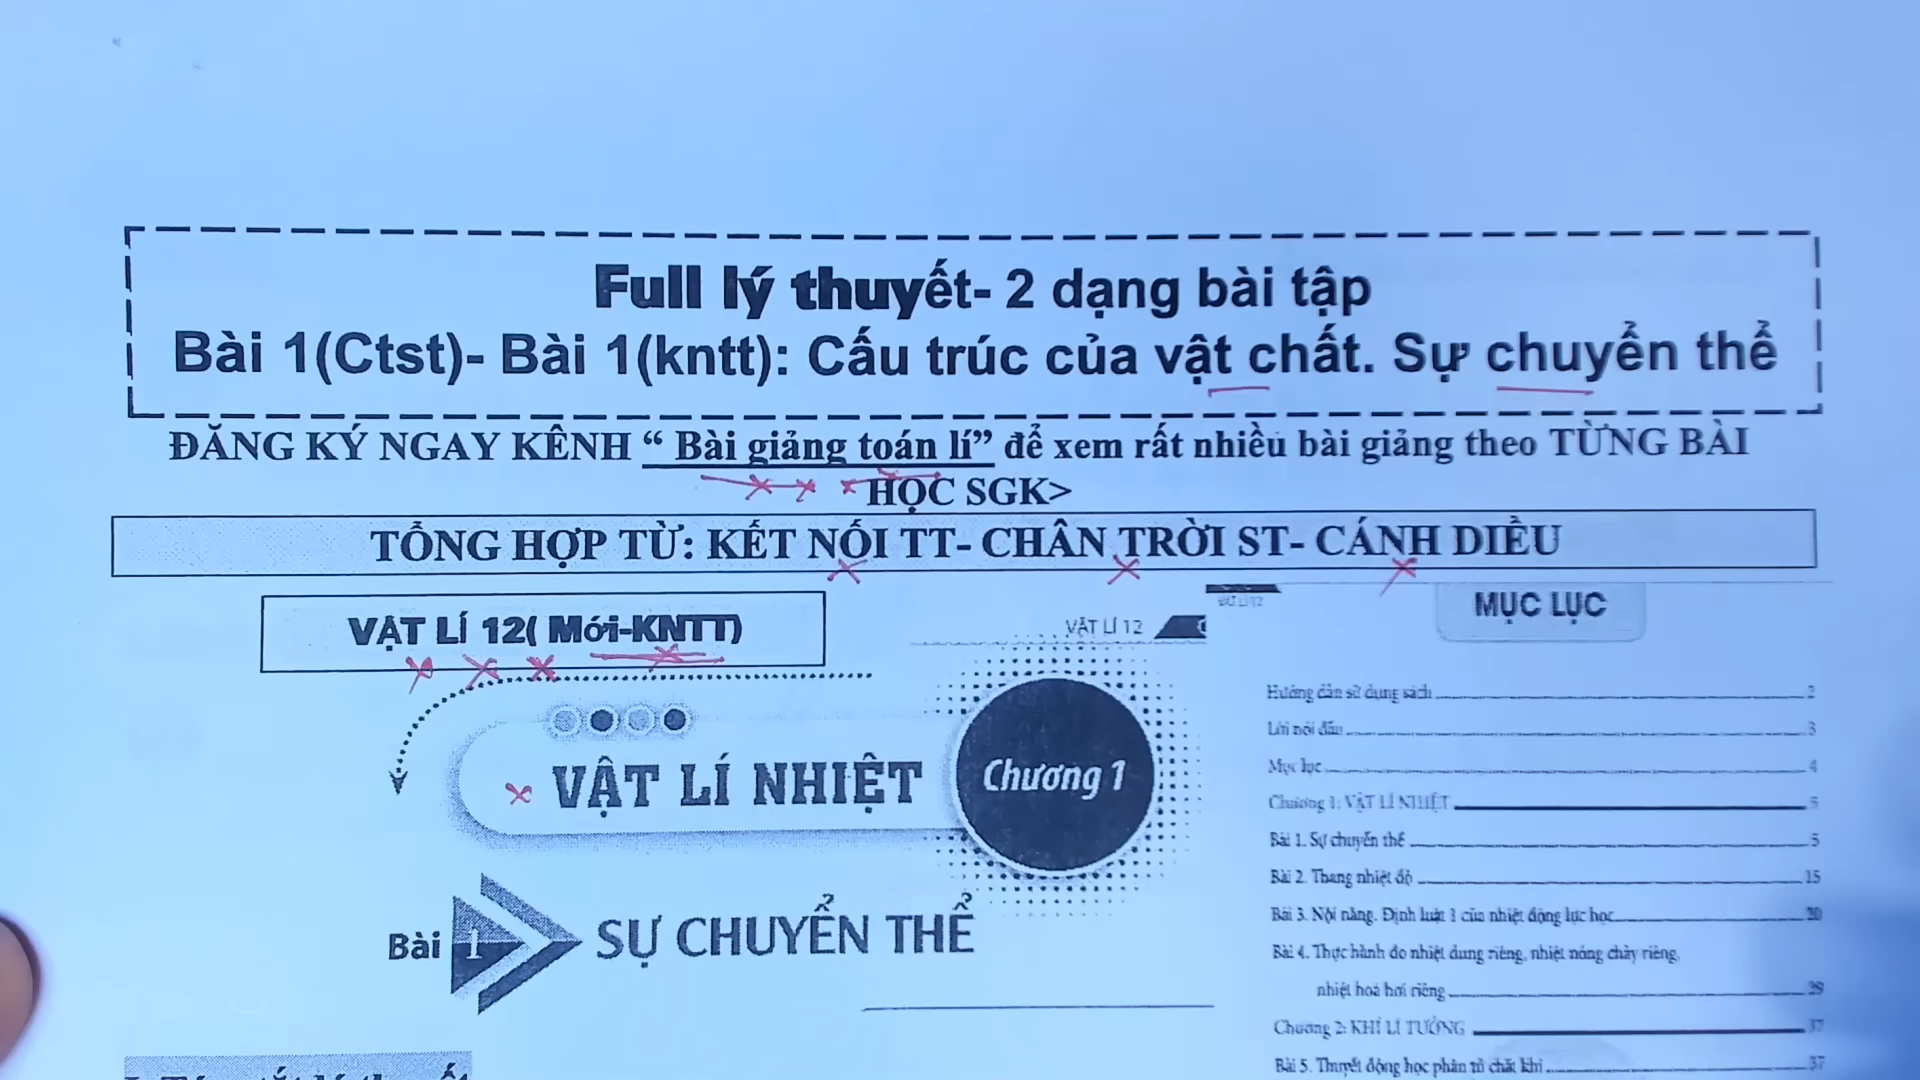 Full lý thuyết- 2 dạng bài tập
Bài 1(Ctst)- Bài 1(kntt): Cấu trúc của vật chất. Sự chuyển thể
ĐĂNG KÝ NGAY KÊNH “ Bài giảng toán lí” để xem rất nhiều bài giảng theo TỪNG BÀI
HỌC SGK>
TỔNG HỢP TỪ: KẾT NỐI TT- CHÂN TRỜI ST- CÁNH DIỀU
VẬT LÍ 12( Mới-KNTT)
VẬT LÍ 12
VẬT LÍ NHIỆT
Chương 1
Bài 1
SỰ CHUYỂN THỂ
MỤC LỤC
Hướng dẫn sử dụng sách 2
Lời nói đầu 3
Mục lục 4
Chương 1: VẬT LÍ NHIỆT 5
Bài 1. Sự chuyển thể 5
Bài 2. Thang nhiệt độ 15
Bài 3. Nội năng. Định luật 1 của nhiệt động lực học 20
Bài 4. Thực hành đo nhiệt dung riêng, nhiệt nóng chảy riêng,
nhiệt hoá hơi riêng 29
Chương 2: KHÍ LÍ TƯỞNG 37
Bài 5. Thuyết động học phân tử chất khí 37